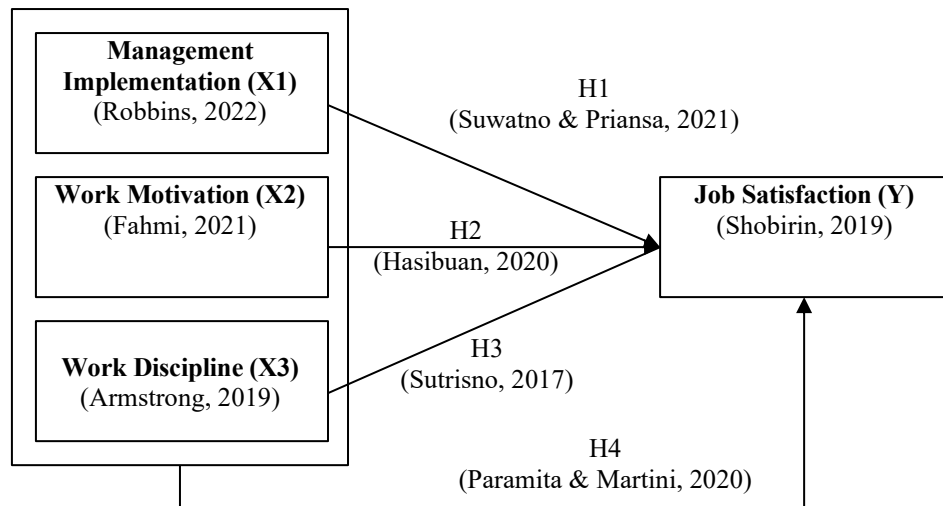 Management
Implementation (X1)
(Robbins, 2022)
H1
(Suwatno & Priansa, 2021)
Work Motivation (X2)
(Fahmi, 2021)
H2
(Hasibuan, 2020)
Job Satisfaction (Y)
(Shobirin, 2019)
Work Discipline (X3)
(Armstrong, 2019)
H3
(Sutrisno, 2017)
H4
(Paramita & Martini, 2020)